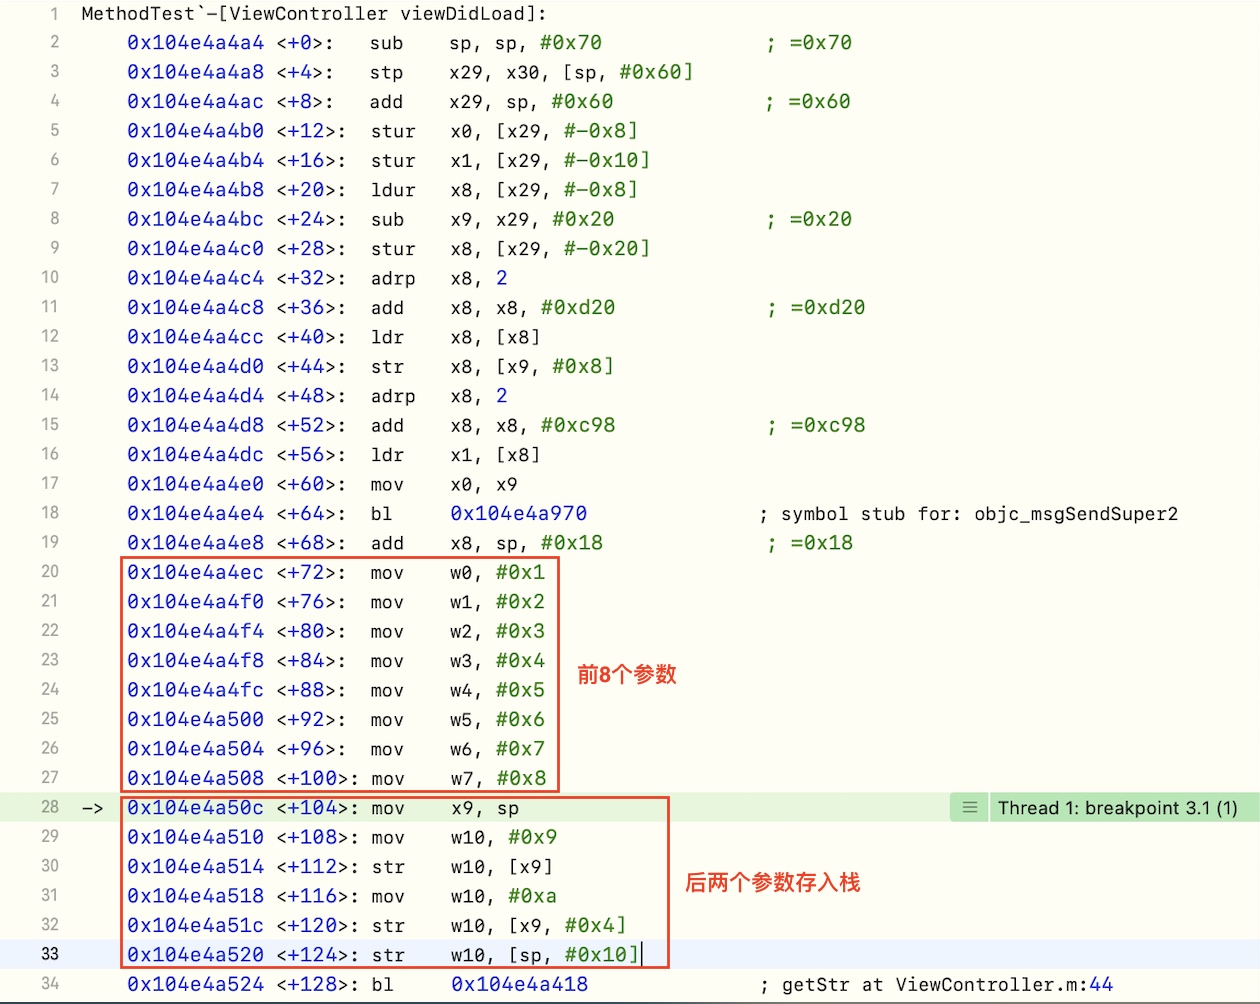 1 MethodTest`-[ViewController viewDidLoad]:
2 0x104e4a4a4 <+0>: sub sp, sp, #0x70 ; =0x70
3 0x104e4a4a8 <+4>: stp x29, x30, [sp, #0x60]
4 0x104e4a4ac <+8>: add x29, sp, #0x60 ; =0x60
5 0x104e4a4b0 <+12>: stur x0, [x29, #-0x8]
6 0x104e4a4b4 <+16>: stur x1, [x29, #-0x10]
7 0x104e4a4b8 <+20>: ldur x8, [x29, #-0x8]
8 0x104e4a4bc <+24>: sub x9, x29, #0x20 ; =0x20
9 0x104e4a4c0 <+28>: stur x8, [x29, #-0x20]
10 0x104e4a4c4 <+32>: adrp x8, 2
11 0x104e4a4c8 <+36>: add x8, x8, #0xd20 ; =0xd20
12 0x104e4a4cc <+40>: ldr x8, [x8]
13 0x104e4a4d0 <+44>: str x8, [x9, #0x8]
14 0x104e4a4d4 <+48>: adrp x8, 2
15 0x104e4a4d8 <+52>: add x8, x8, #0xc98 ; =0xc98
16 0x104e4a4dc <+56>: ldr x1, [x8]
17 0x104e4a4e0 <+60>: mov x0, x9
18 0x104e4a4e4 <+64>: bl 0x104e4a970 ; symbol stub for: objc_msgSendSuper2
19 0x104e4a4e8 <+68>: add x8, sp, #0x18 ; =0x18
20 0x104e4a4ec <+72>: mov w0, #0x1
21 0x104e4a4f0 <+76>: mov w1, #0x2
22 0x104e4a4f4 <+80>: mov w2, #0x3
23 0x104e4a4f8 <+84>: mov w3, #0x4
前8个参数
24 0x104e4a4fc <+88>: mov w4, #0x5
25 0x104e4a500 <+92>: mov w5, #0x6
26 0x104e4a504 <+96>: mov w6, #0x7
27 0x104e4a508 <+100>: mov w7, #0x8
28 -> 0x104e4a50c <+104>: mov x9, sp Thread 1: breakpoint 3.1 (1)
29 0x104e4a510 <+108>: mov w10, #0x9
30 0x104e4a514 <+112>: str w10, [x9]
后两个参数存入栈
31 0x104e4a518 <+116>: mov w10, #0xa
32 0x104e4a51c <+120>: str w10, [x9, #0x4]
33 0x104e4a520 <+124>: str w10, [sp, #0x10]
34 0x104e4a524 <+128>: bl 0x104e4a418 ; getStr at ViewController.m:44